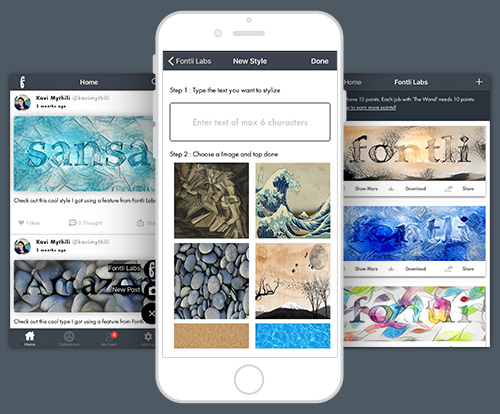 Home
Kavi Mythili @kavimythili
2 months ago
sansa
Check out this cool style I got using a feature from Fontli Labs
1 likes
0 Thought
Sha
Kavi Mythili @kavimythili
2 months ago
Amaz
Fontli Labs
New Post
Check out this cool type I got using a feature from Fontli
Home
Collections
My Feed
Settings
Fontli Labs
New Style
Done
Step 1 : Type the text you want to stylize
Enter text of max 6 characters
Step 2 : Choose a Image and tap done
Home
Fontli Labs
+
have 15 points. Each job with "The Wand" needs 10 points.
to earn more points?
fontli
Show More
Download
Share
fontli
Show More
Download
Share
fontli